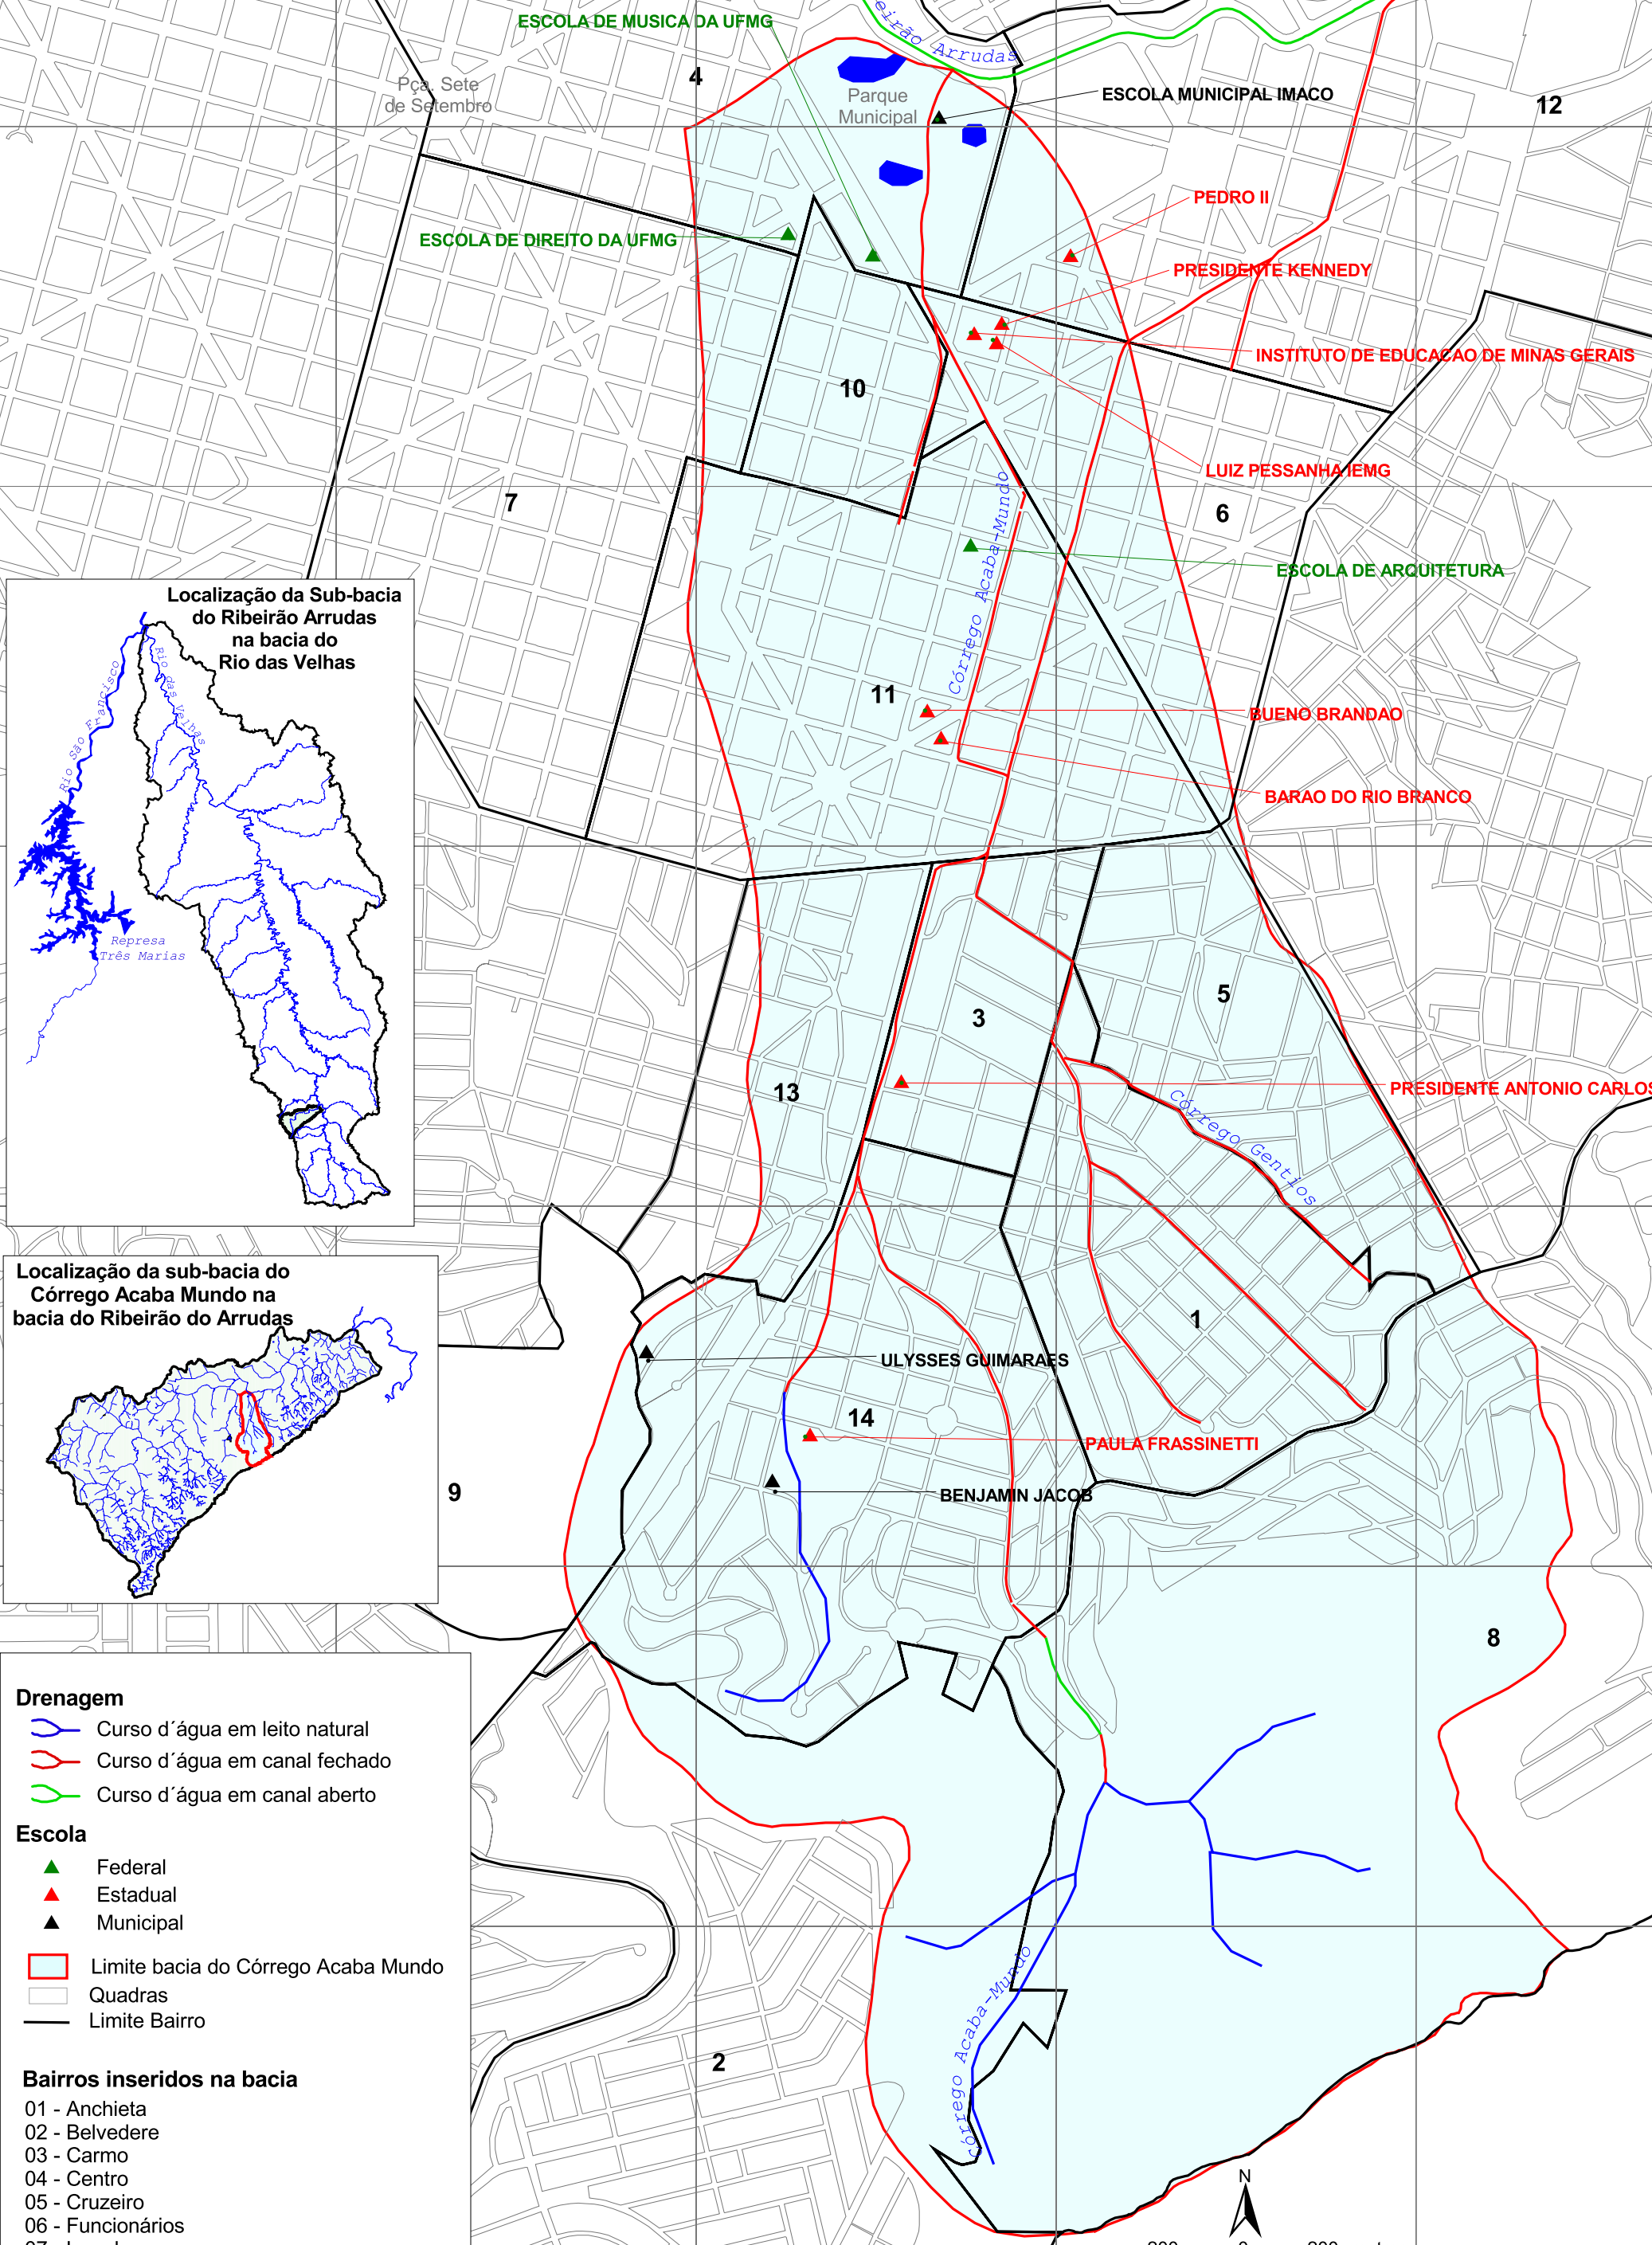 ESCOLA DE MUSICA DA UFMG
eirão Arrudas
4
Pça. Sete
de Setembro
Parque
Municipal
ESCOLA MUNICIPAL IMACO
12
PEDRO II
ESCOLA DE DIREITO DA UFMG
PRESIDENTE KENNEDY
INSTITUTO DE EDUCACAO DE MINAS GERAIS
10
LUIZ PESSANHA IEMG
7
6
Córrego Acaba-Mundo
ESCOLA DE ARQUITETURA
11
BUENO BRANDAO
BARAO DO RIO BRANCO
Localização da Sub-bacia
do Ribeirão Arrudas
na bacia do
Rio das Velhas
Rio São Francisco
Rio das Velhas
Represa
Três Marias
5
3
13
PRESIDENTE ANTONIO CARLOS
Córrego Gentios
1
Localização da sub-bacia do
Córrego Acaba Mundo na
bacia do Ribeirão do Arrudas
ULYSSES GUIMARAES
14
PAULA FRASSINETTI
9
BENJAMIN JACOB
8
Córrego Acaba-Mundo
2
Drenagem
Curso d´água em leito natural
Curso d´água em canal fechado
Curso d´água em canal aberto
Escola
Federal
Estadual
Municipal
Limite bacia do Córrego Acaba Mundo
Quadras
Limite Bairro
Bairros inseridos na bacia
01 - Anchieta
02 - Belvedere
03 - Carmo
04 - Centro
05 - Cruzeiro
06 - Funcionários
N